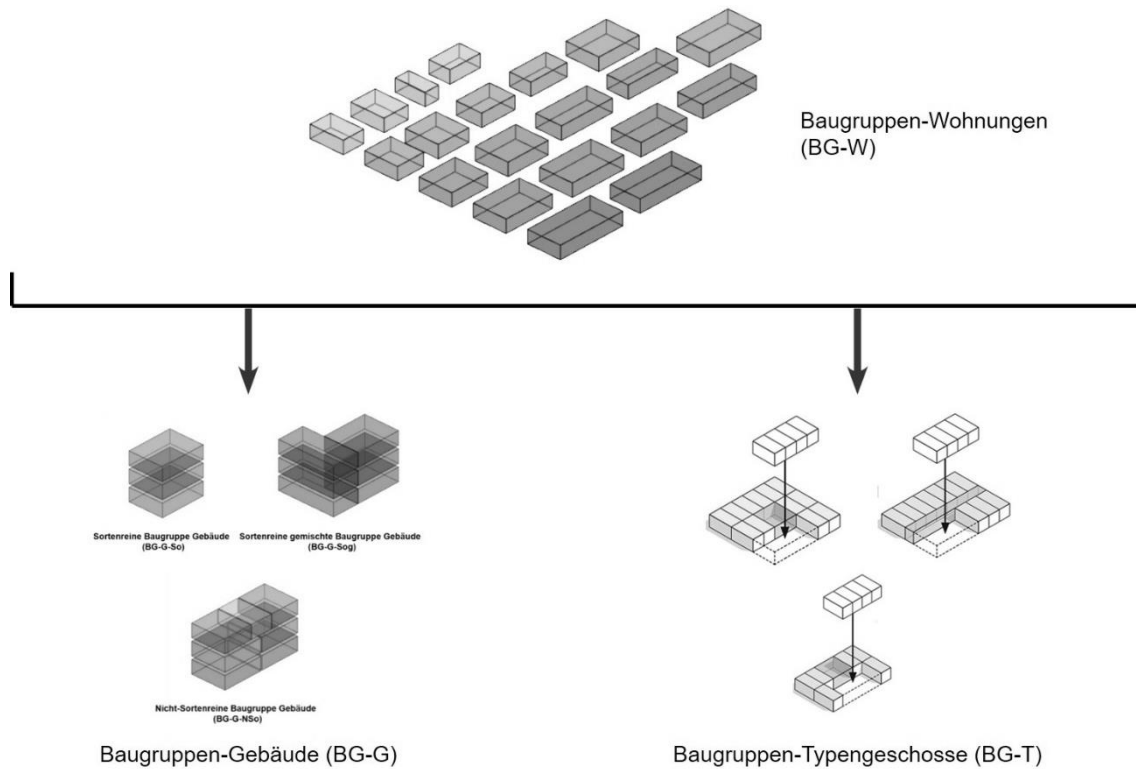 Baugruppen-Wohnungen
(BG-W)
Sortenreine Baugruppe Gebäude
(BG-G-So)
Sortenreine gemischte Baugruppe Gebäude
(BG-G-Sog)
Nicht-Sortenreine Baugruppe Gebäude
(BG-G-NSo)
Baugruppen-Gebäude (BG-G)
Baugruppen-Typengeschosse (BG-T)